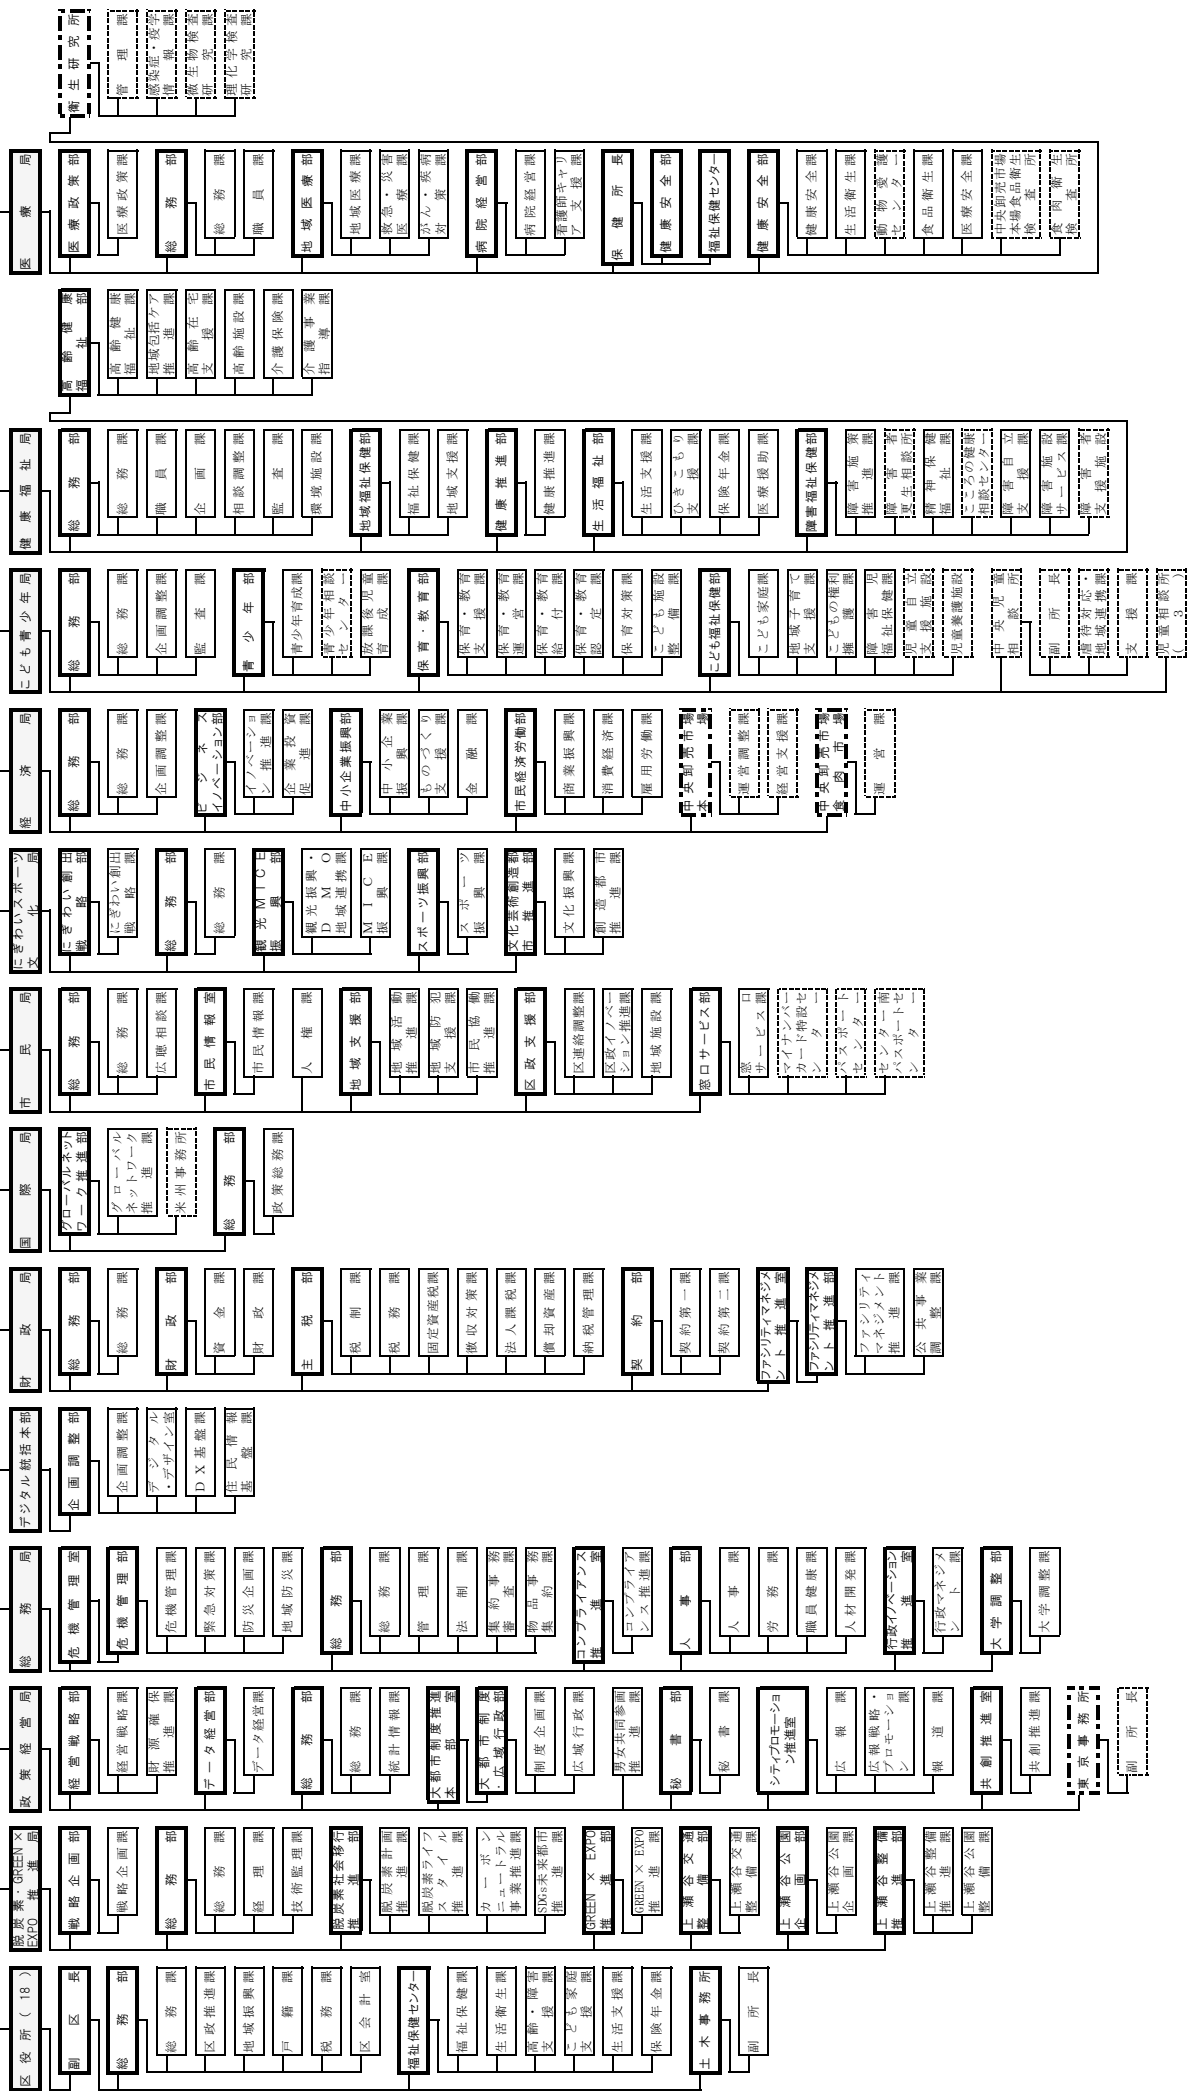 区役所(18)
副区長
総務部
総務課
区政推進課
地域振興課
戸籍課
税務課
区会計室
福祉保健センター
福祉保健課
生活衛生課
高齢・障害
支援課
こども家庭
支援課
生活支援課
保険年金課
土木事務所
副所長
脱炭素・GREEN×
EXPO推進局
戦略企画部
戦略企画課
総務部
総務課
経理課
技術監理課
脱炭素社会移行
推進部
脱炭素計画
推進課
脱炭素ライフ
スタイル
推進課
カーボン
ニュートラル
事業推進課
SDGs未来都市
推進課
GREEN×EXPO
推進部
GREEN×EXPO
推進課
上瀬谷交通
整備部
上瀬谷交通
整備課
上瀬谷公園
企画部
上瀬谷公園
企画課
上瀬谷整備
推進部
上瀬谷整備
推進課
上瀬谷公園
整備課
政策経営局
経営戦略部
経営戦略課
財源確保
推進課
データ経営部
データ経営課
総務部
総務課
統計情報課
大都市制度推進
本部室
大都市制度
・広域行政部
制度企画課
広域行政課
男女共同参画
推進課
秘書部
秘書課
シティプロモーショ
ン推進室
広報課
広報戦略・
プロモーショ
ン課
報道課
共創推進室
共創推進課
東京事務所
副所長
総務局
危機管理室
危機管理部
危機管理課
緊急対策課
防災企画課
地域防災課
総務部
総務課
管理課
法制課
集約事務
審査課
物品事務
集約課
コンプライアンス
推進室
コンプライア
ンス推進課
人事部
人事課
労務課
職員健康課
人材開発課
行政イノベーション
推進室
行政マネジメ
ント課
大学調整部
大学調整課
デジタル統括本部
企画調整部
企画調整課
デジタル
・デザイン室
DX基盤課
住民情報
基盤課
財政局
総務部
総務課
財政部
資金課
財政課
主税部
税制課
税務課
固定資産税課
徴収対策課
法人課税課
償却資産課
納税管理課
契約部
契約第一課
契約第二課
ファシリティマネジメ
ント推進室
ファシリティマネジメ
ント推進部
ファシリティ
マネジメント
推進課
公共事業
調整課
国際局
グローバルネット
ワーク推進部
グローバル
ネットワーク
推進課
米州事務所
総務部
政策総務課
市民局
総務部
総務課
広聴相談課
市民情報室
市民情報課
人権課
地域支援部
地域活動
推進課
地域防犯
支援課
市民協働
推進課
区政支援部
区連絡調整課
区政イノベー
ション推進課
地域施設課
窓口サービス部
窓口
サービス課
マイナンバー
カード特設セ
ンター
パスポート
センター
センター南
パスポートセ
ンター
にぎわいスポーツ
文化局
にぎわい創出
戦略部
にぎわい創出
戦略課
総務部
総務課
観光MICE
振興部
観光振興・
DMO
地域連携課
MICE
振興課
スポーツ振興部
スポーツ
振興課
文化芸術創造都
市推進部
文化振興課
創造都市
推進課
経済局
総務部
総務課
企画調整課
ビジネス
イノベーション部
イノベーショ
ン推進課
企業投資
促進課
中小企業振興部
中小企業
振興課
ものづくり
支援課
金融課
市民経済労働部
商業振興課
消費経済課
雇用労働課
中央卸売市場
本場
運営調整課
経営支援課
中央卸売市場
食肉市場
運営課
こども青少年局
総務部
総務課
企画調整課
監査課
青少年部
青少年育成課
青少年相談
センター
放課後児童
育成課
保育・教育部
保育・教育
支援課
保育・教育
運営課
保育・教育
給付課
保育・教育
認定課
保育対策課
こども施設
整備課
こども福祉保健部
こども家庭課
地域子育て
支援課
こどもの権利
擁護課
障害児
福祉保健課
児童自立
支援施設
児童養護施設
中央児童
相談所
副所長
虐待対応・
地域連携課
支援課
児童相談所
(3)
健康福祉局
総務部
総務課
職員課
企画課
相談調整課
監査課
環境施設課
地域福祉保健部
福祉保健課
地域支援課
健康推進部
健康推進課
生活福祉部
生活支援課
ひきこもり
支援課
保険年金課
医療援助課
障害福祉保健部
障害施策
推進課
障害者
更生相談所
精神保健
福祉課
こころの健康
相談センター
障害自立
支援課
障害施設
サービス課
障害者
支援施設
高齢健康
福祉部
高齢健康
福祉課
地域包括ケア
推進課
高齢在宅
支援課
高齢施設課
介護保険課
介護事業
指導課
医療局
医療政策部
医療政策課
総務部
総務課
職員課
地域医療部
地域医療課
救急・災害
医療課
がん・疾病
対策課
病院経営部
病院経営課
看護師キャリ
ア支援課
保健所長
健康安全部
福祉保健センター
健康安全部
健康安全課
生活衛生課
動物愛護
センター
食品衛生課
医療安全課
中央卸売市場
本場食品衛生
検査所
食肉衛生
検査所
衛生研究所
管理課
感染症・疫学
情報課
微生物検査
研究課
理化学検査
研究課